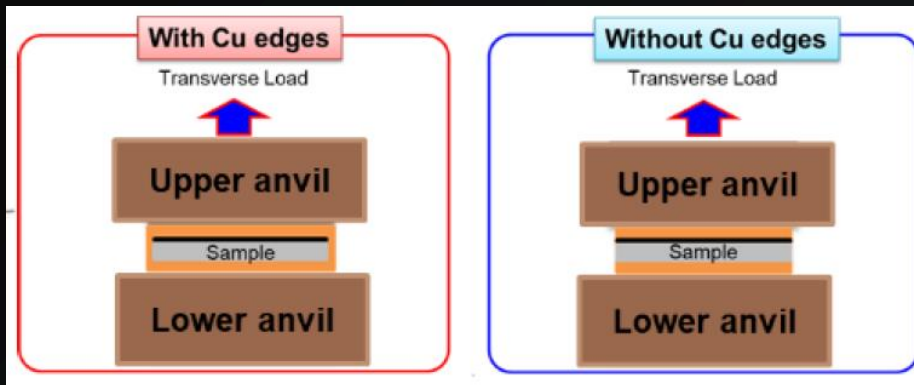 With Cu edges
Transverse Load
Upper anvil
Sample
Lower anvil
Without Cu edges
Transverse Load
Upper anvil
Sample
Lower anvil